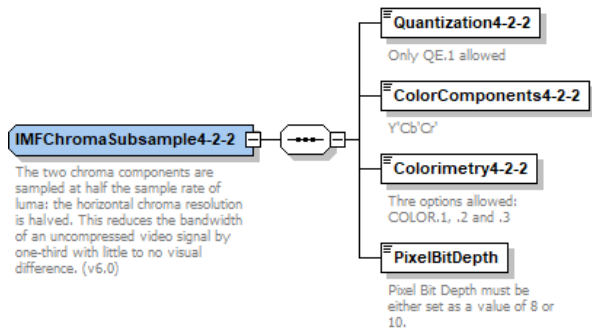 Quantization4-2-2
Only QE.1 allowed
ColorComponents4-2-2
Y'Cb'Cr'
IMFChromaSubsample4-2-2
The two chroma components are
sampled at half the sample rate of
luma: the horizontal chroma resolution
is halved. This reduces the bandwidth
of an uncompressed video signal by
one-third with little to no visual
difference. (v6.0)
Colorimetry4-2-2
Thre options allowed:
COLOR.1, .2 and .3
PixelBitDepth
Pixel Bit Depth must be
either set as a value of 8 or
10.